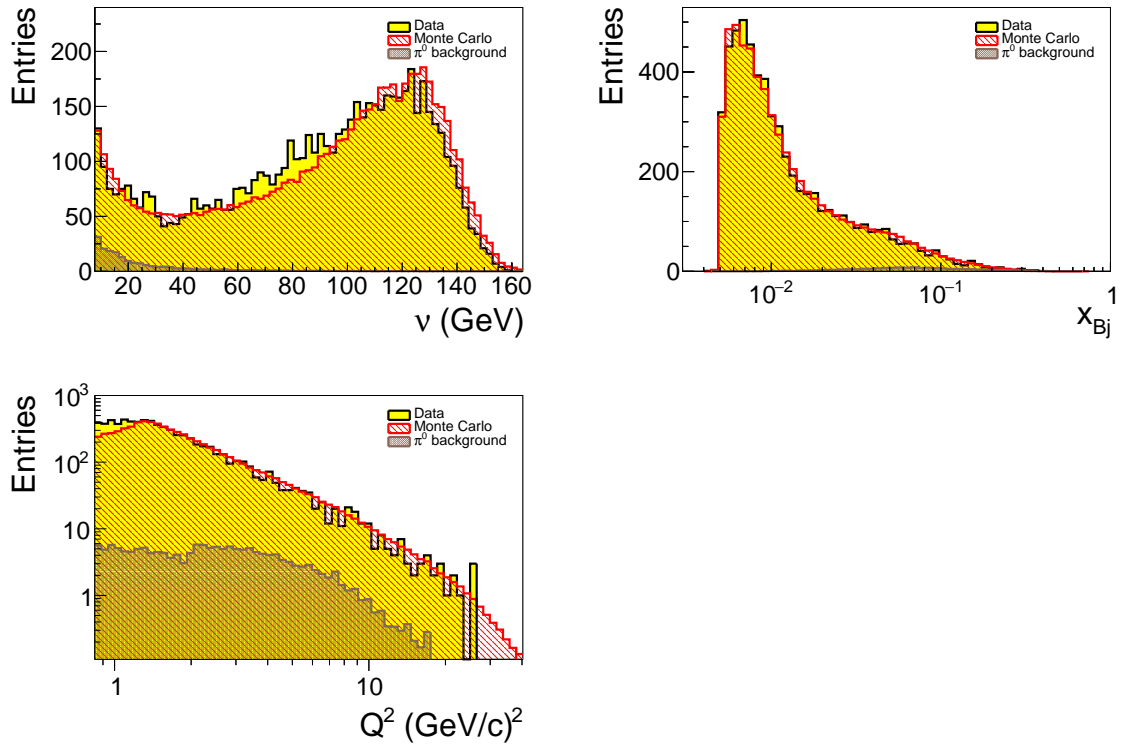 Entries
200
150
100
50
0
20 40 60 80 100 120 140 160
ν (GeV)
Data
Monte Carlo
π⁰ background
Entries
400
200
0
10⁻² 10⁻¹ 1
x_Bj
Data
Monte Carlo
π⁰ background
Entries
10³
10²
10
1
1 10
Q² (GeV/c)²
Data
Monte Carlo
π⁰ background